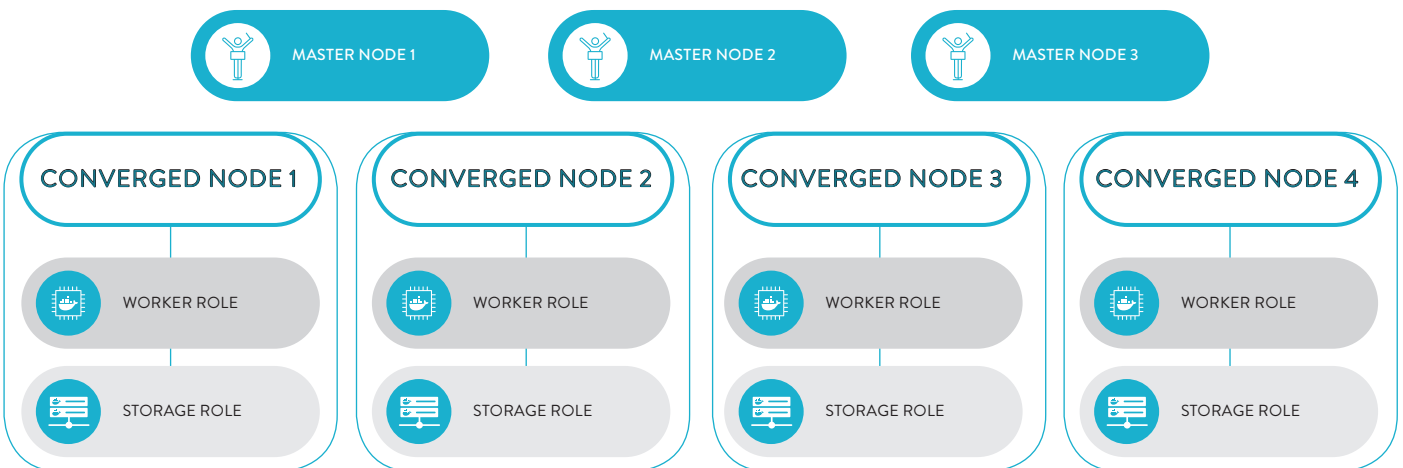 MASTER NODE 1
MASTER NODE 2
MASTER NODE 3
CONVERGED NODE 1
CONVERGED NODE 2
CONVERGED NODE 3
CONVERGED NODE 4
WORKER ROLE
WORKER ROLE
WORKER ROLE
WORKER ROLE
STORAGE ROLE
STORAGE ROLE
STORAGE ROLE
STORAGE ROLE